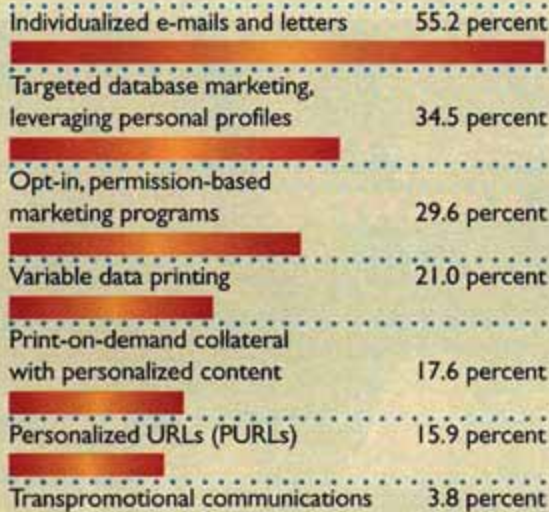 Individualized e-mails and letters 55.2 percent
Targeted database marketing,
leveraging personal profiles 34.5 percent
Opt-in, permission-based
marketing programs 29.6 percent
Variable data printing 21.0 percent
Print-on-demand collateral
with personalized content 17.6 percent
Personalized URLs (PURLs) 15.9 percent
Transpromotional communications 3.8 percent